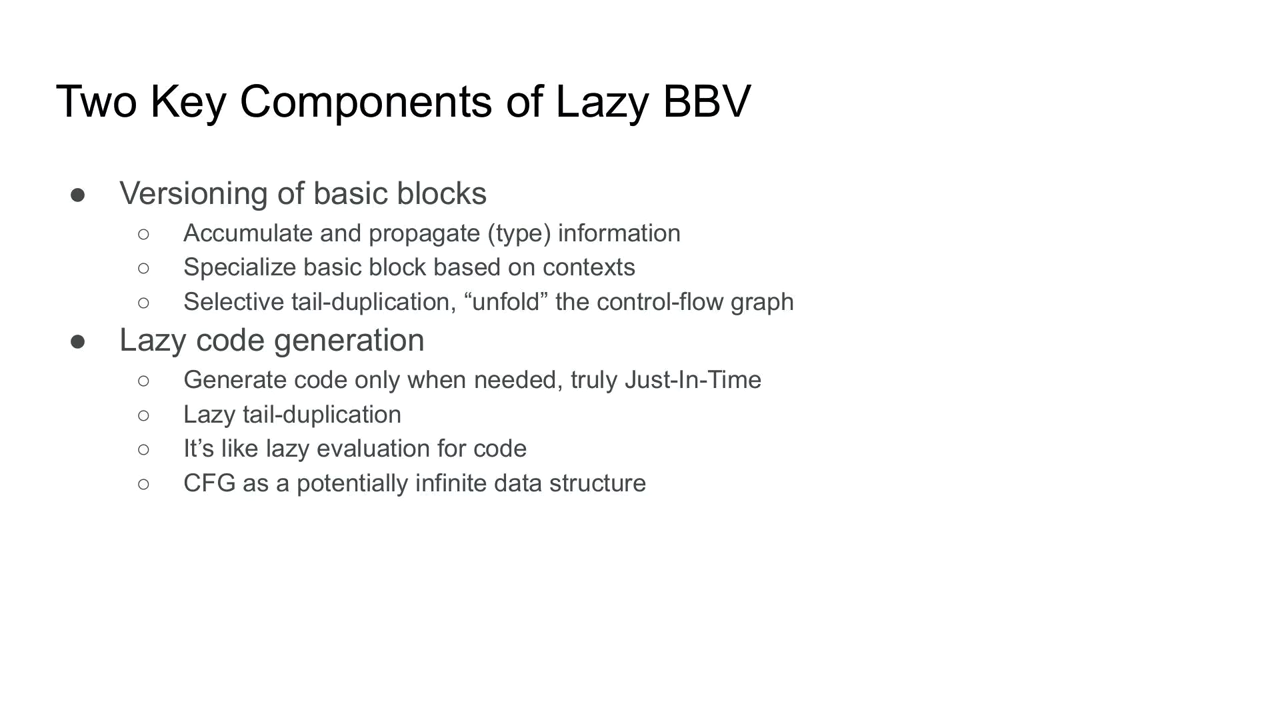 Two Key Components of Lazy BBV
● Versioning of basic blocks
○ Accumulate and propagate (type) information
○ Specialize basic block based on contexts
○ Selective tail-duplication, “unfold” the control-flow graph
● Lazy code generation
○ Generate code only when needed, truly Just-In-Time
○ Lazy tail-duplication
○ It’s like lazy evaluation for code
○ CFG as a potentially infinite data structure